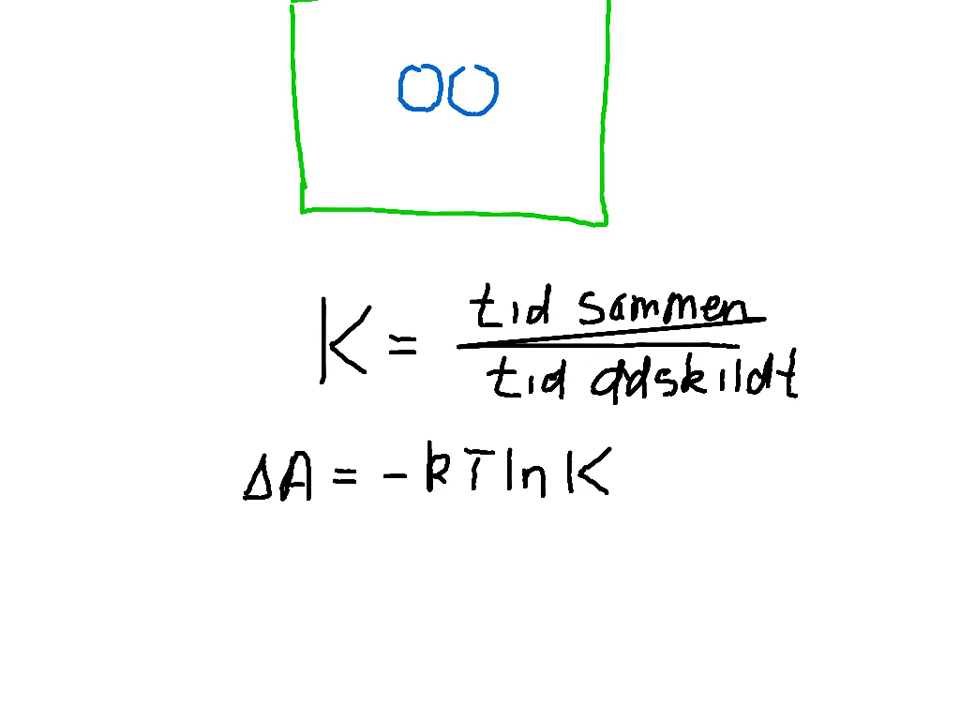 K = tid sammen / tid adskildt
ΔA = -kT ln K